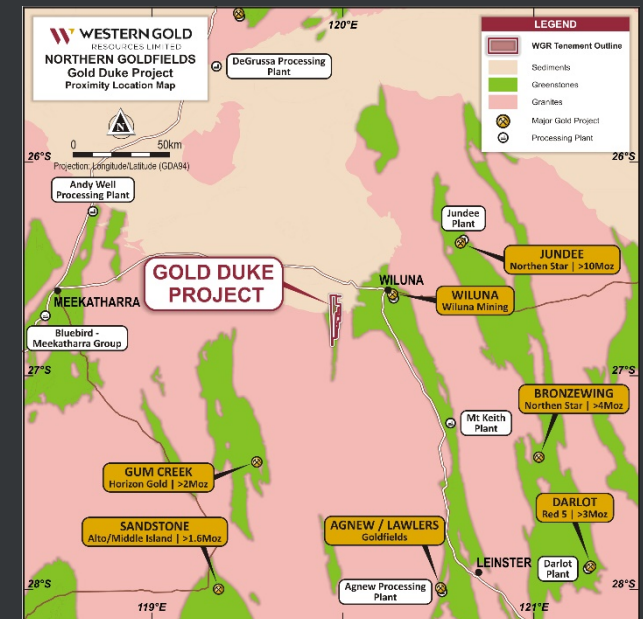 WESTERN GOLD
RESOURCES LIMITED
NORTHERN GOLDFIELDS
Gold Duke Project
Proximity Location Map
N
0 50km
Projection: Longitude/Latitude (GDA94)
120°E
DeGrussa Processing
Plant
LEGEND
WGR Tenement Outline
Sediments
Greenstones
Granites
Major Gold Project
Processing Plant
26°S
26°S
Andy Well
Processing Plant
Jundee
Plant
JUNDEE
Northen Star | >10Moz
GOLD DUKE
PROJECT
WILUNA
WILUNA
Wiluna Mining
MEEKATHARRA
Bluebird -
Meekatharra Group
27°S
27°S
BRONZEWING
Northen Star | >4Moz
Mt Keith
Plant
GUM CREEK
Horizon Gold | >2Moz
DARLOT
Red 5 | >3Moz
SANDSTONE
Alto/Middle Island | >1.6Moz
AGNEW / LAWLERS
Goldfields
LEINSTER
Darlot
Plant
Agnew Processing
Plant
28°S
28°S
119°E
121°E